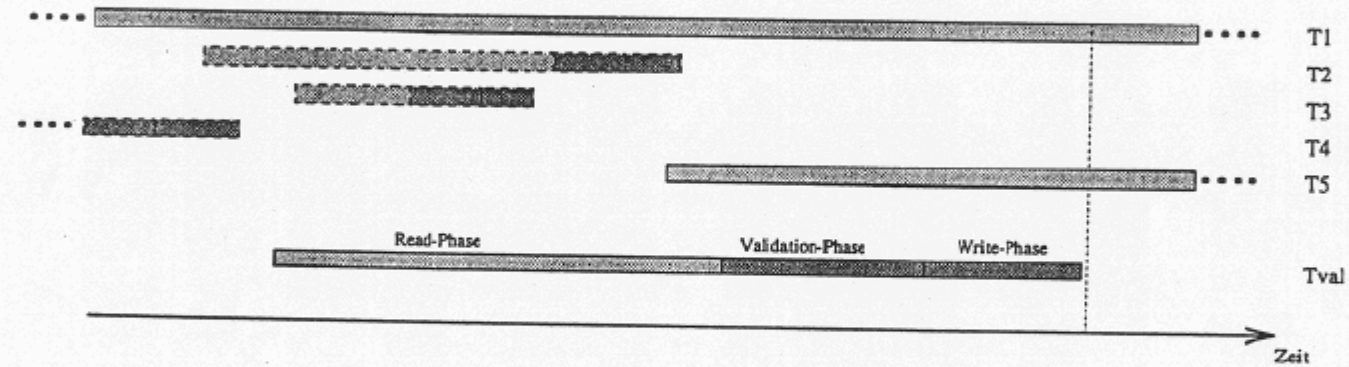 T1
T2
T3
T4
T5
Read-Phase
Validation-Phase
Write-Phase
Tval
Zeit